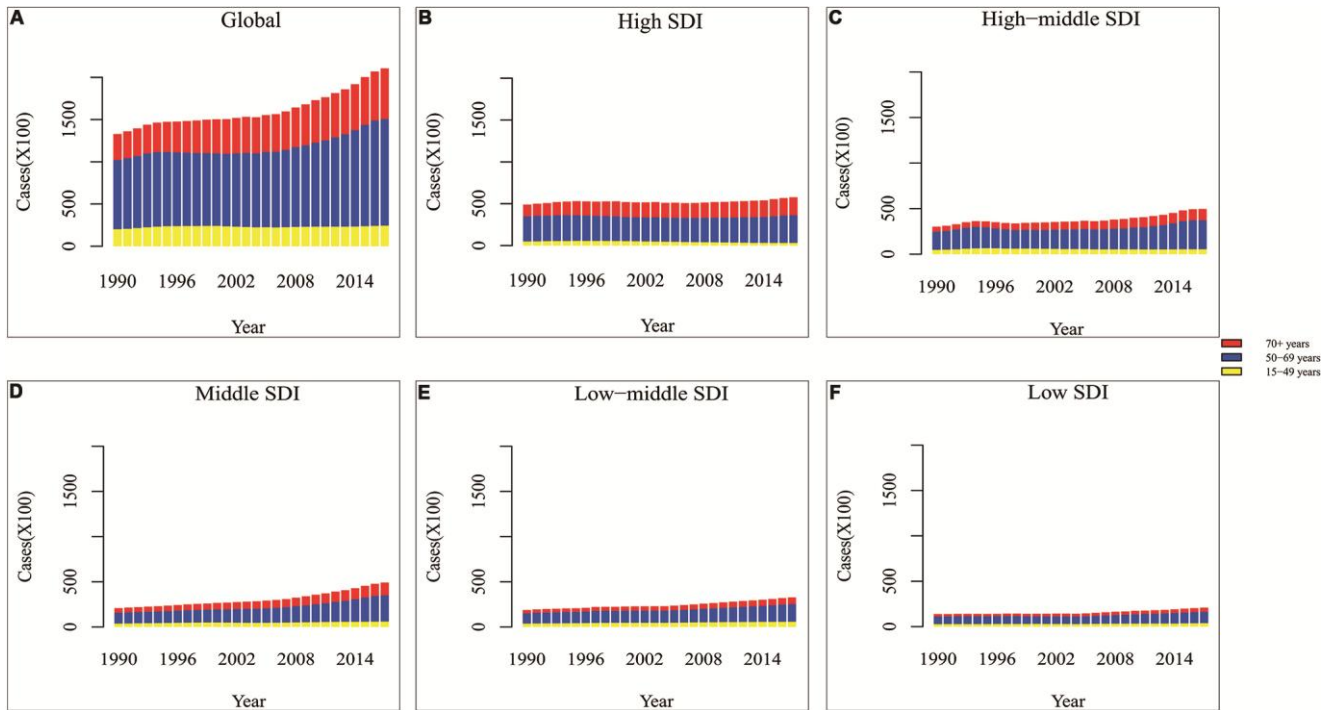 A
Global
Cases(X100)
1500
500
0
1990 1996 2002 2008 2014
Year
B
High SDI
Cases(X100)
1500
500
0
1990 1996 2002 2008 2014
Year
C
High−middle SDI
Cases(X100)
1500
500
0
1990 1996 2002 2008 2014
Year
70+ years
50−69 years
15−49 years
D
Middle SDI
Cases(X100)
1500
500
0
1990 1996 2002 2008 2014
Year
E
Low−middle SDI
Cases(X100)
1500
500
0
1990 1996 2002 2008 2014
Year
F
Low SDI
Cases(X100)
1500
500
0
1990 1996 2002 2008 2014
Year